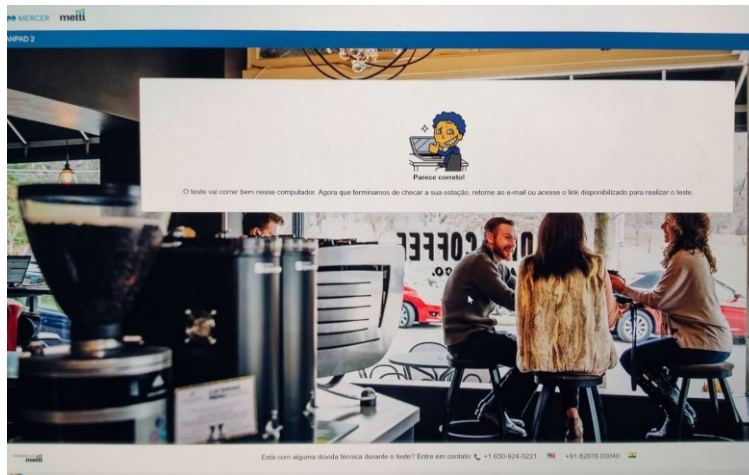 MERCER mettl
ANPAD 2
Parece correto!
O teste vai correr bem nesse computador. Agora que terminamos de checar a sua estação, retorne ao e-mail ou acesse o link disponibilizado para realizar o teste.
COFFEE
CO.
mettl
Está com alguma dúvida técnica durante o teste? Entre em contato: +1 650-924-9221 +91 82878 03040